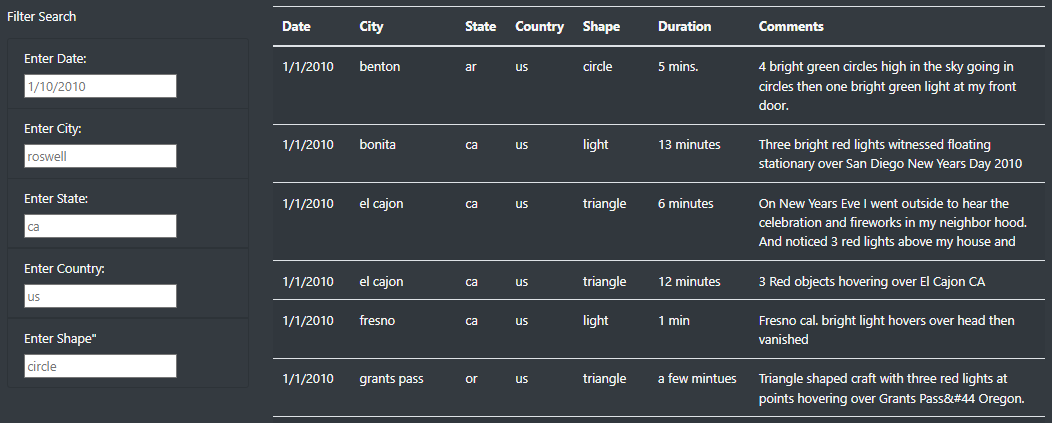 Filter Search
Enter Date:
1/10/2010
Enter City:
roswell
Enter State:
ca
Enter Country:
us
Enter Shape"
circle
Date City State Country Shape Duration Comments
1/1/2010 benton ar us circle 5 mins. 4 bright green circles high in the sky going in
circles then one bright green light at my front
door.
1/1/2010 bonita ca us light 13 minutes Three bright red lights witnessed floating
stationary over San Diego New Years Day 2010
1/1/2010 el cajon ca us triangle 6 minutes On New Years Eve I went outside to hear the
celebration and fireworks in my neighbor hood.
And noticed 3 red lights above my house and
1/1/2010 el cajon ca us triangle 12 minutes 3 Red objects hovering over El Cajon CA
1/1/2010 fresno ca us light 1 min Fresno cal. bright light hovers over head then
vanished
1/1/2010 grants pass or us triangle a few mintues Triangle shaped craft with three red lights at
points hovering over Grants Pass&#44 Oregon.